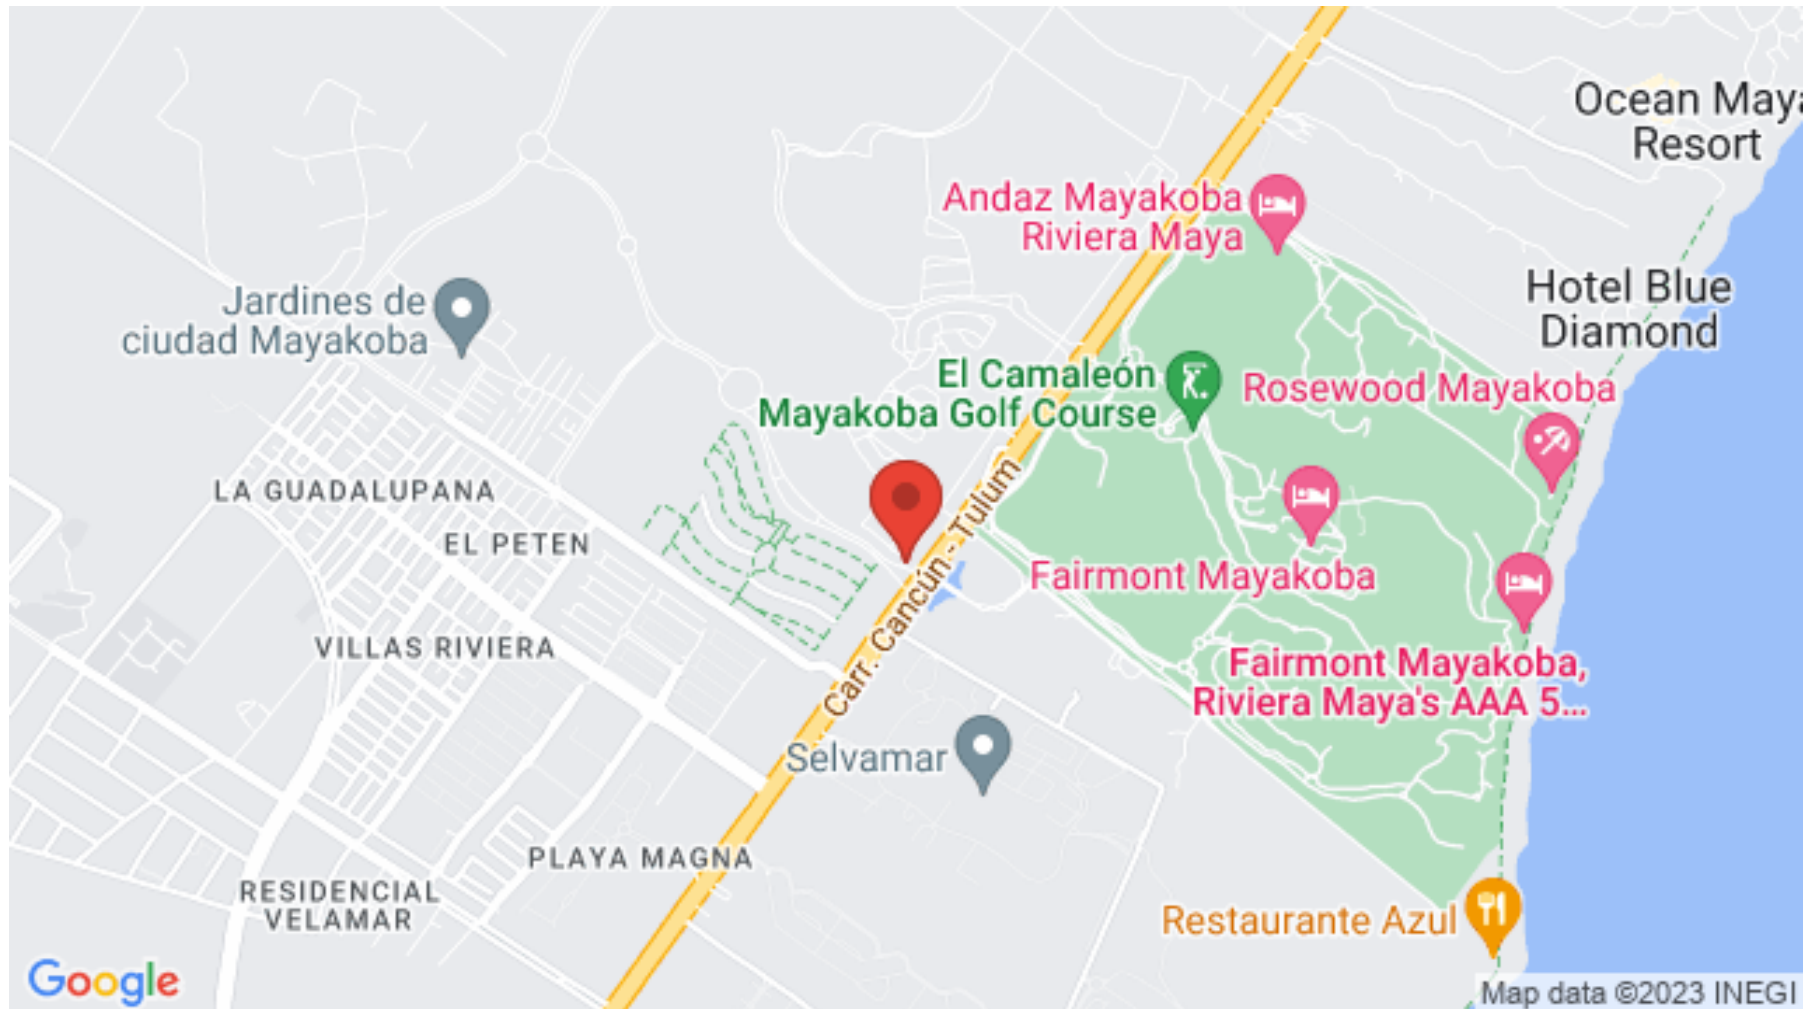 Ocean Maya
Resort
Andaz Mayakoba
Riviera Maya
Hotel Blue
Diamond
Jardines de
ciudad Mayakoba
El Camaleón
Mayakoba Golf Course
Rosewood Mayakoba
LA GUADALUPANA
EL PETEN
Carr. Cancún - Tulum
Fairmont Mayakoba
VILLAS RIVIERA
Fairmont Mayakoba,
Riviera Maya's AAA 5...
Selvamar
PLAYA MAGNA
RESIDENCIAL
VELAMAR
Restaurante Azul
Google
Map data ©2023 INEGI